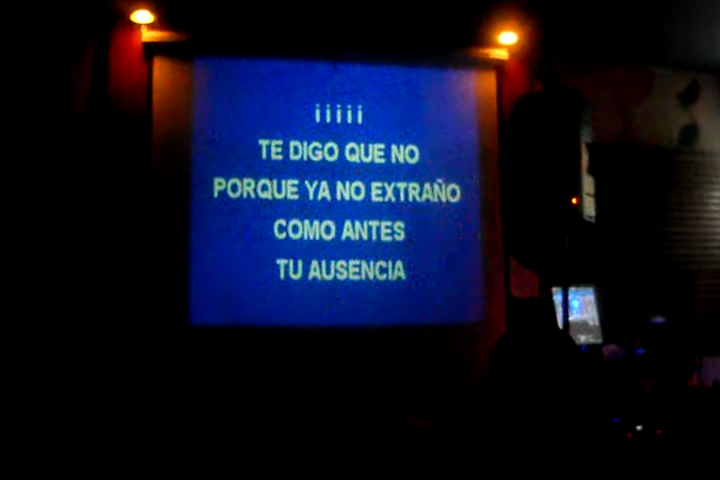 ¡¡¡¡¡
TE DIGO QUE NO
PORQUE YA NO EXTRAÑO
COMO ANTES
TU AUSENCIA